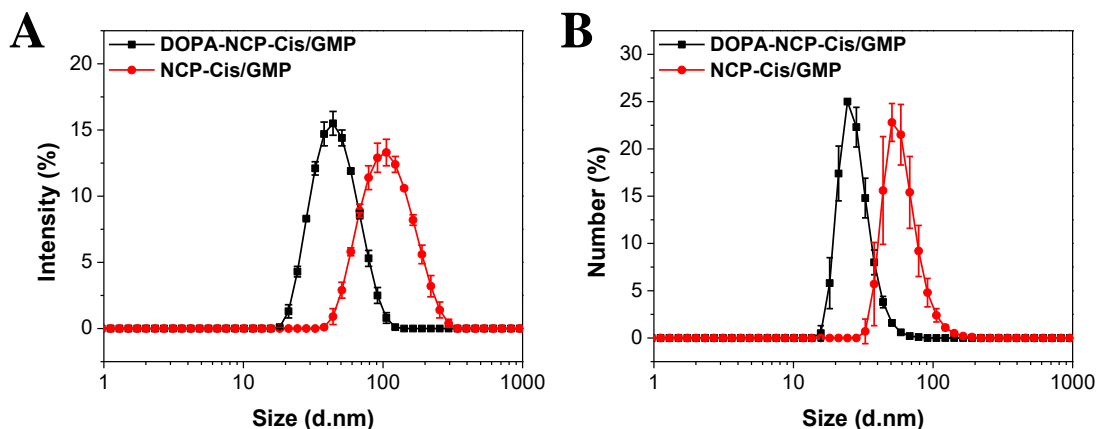 A
DOPA-NCP-Cis/GMP
NCP-Cis/GMP
20
15
10
5
0
Intensity (%)
1
10
100
1000
Size (d.nm)
B
DOPA-NCP-Cis/GMP
NCP-Cis/GMP
30
25
20
15
10
5
0
Number (%)
1
10
100
1000
Size (d.nm)